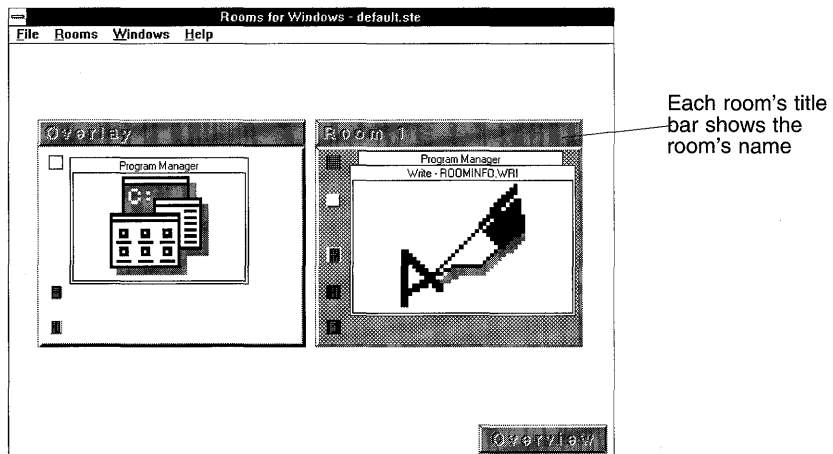 Rooms for Windows - default.ste
File Rooms Windows Help
Overlay
Program Manager
C:
Room 1
Program Manager
Write - ROOMINFO.WRI
Each room's title
bar shows the
room's name
Overview